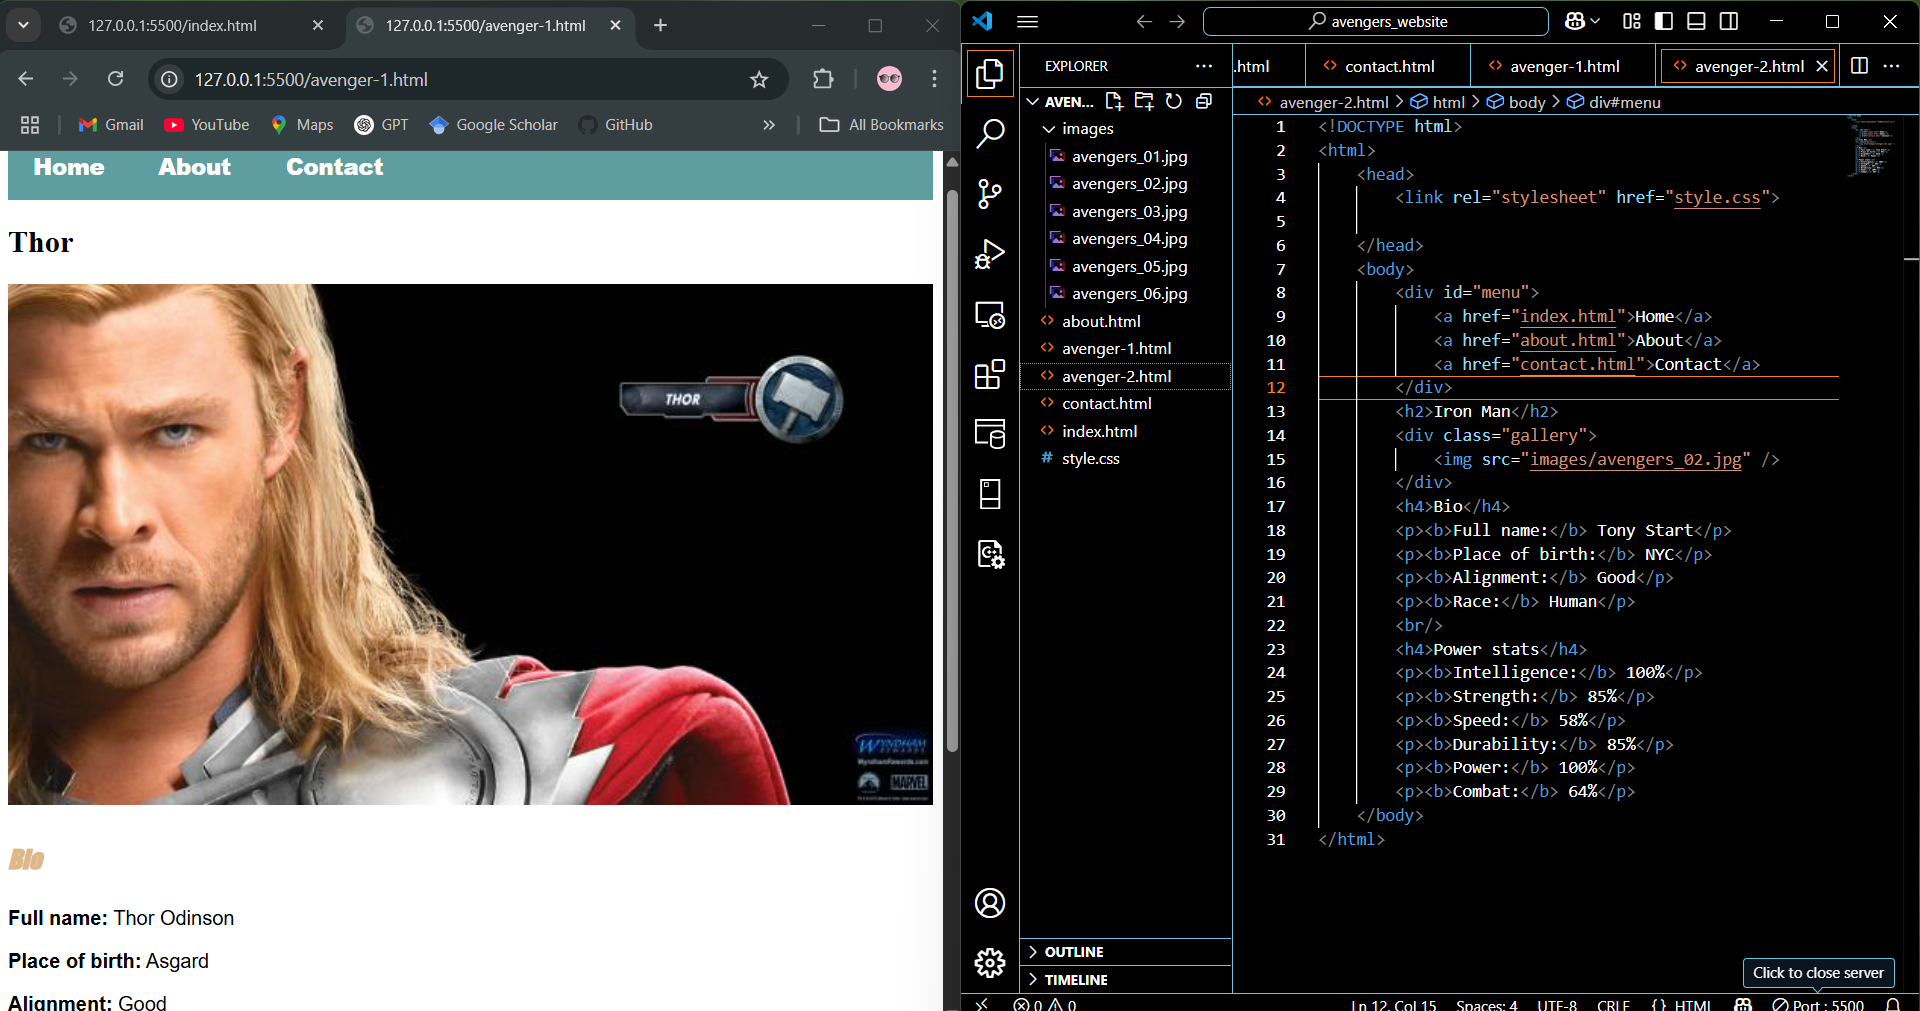 127.0.0.1:5500/index.html
127.0.0.1:5500/avenger-1.html
127.0.0.1:5500/avenger-1.html
Gmail YouTube Maps GPT Google Scholar GitHub » All Bookmarks
Home About Contact
Thor
THOR
WYNDHAM
REWARDS
WyndhamRewards.com
MARVEL
Bio
Full name: Thor Odinson
Place of birth: Asgard
Alignment: Good
avengers_website
EXPLORER
AVEN...
images
avengers_01.jpg
avengers_02.jpg
avengers_03.jpg
avengers_04.jpg
avengers_05.jpg
avengers_06.jpg
about.html
avenger-1.html
avenger-2.html
contact.html
index.html
style.css
OUTLINE
TIMELINE
.html contact.html avenger-1.html avenger-2.html
avenger-2.html > html > body > div#menu
1 <!DOCTYPE html>
2 <html>
3 <head>
4 <link rel="stylesheet" href="style.css">
5
6 </head>
7 <body>
8 <div id="menu">
9 <a href="index.html">Home</a>
10 <a href="about.html">About</a>
11 <a href="contact.html">Contact</a>
12 </div>
13 <h2>Iron Man</h2>
14 <div class="gallery">
15 <img src="images/avengers_02.jpg" />
16 </div>
17 <h4>Bio</h4>
18 <p><b>Full name:</b> Tony Start</p>
19 <p><b>Place of birth:</b> NYC</p>
20 <p><b>Alignment:</b> Good</p>
21 <p><b>Race:</b> Human</p>
22 <br/>
23 <h4>Power stats</h4>
24 <p><b>Intelligence:</b> 100%</p>
25 <p><b>Strength:</b> 85%</p>
26 <p><b>Speed:</b> 58%</p>
27 <p><b>Durability:</b> 85%</p>
28 <p><b>Power:</b> 100%</p>
29 <p><b>Combat:</b> 64%</p>
30 </body>
31 </html>
Click to close server
0 0 Ln 12, Col 15 Spaces: 4 UTF-8 CRLF {} HTML Port : 5500